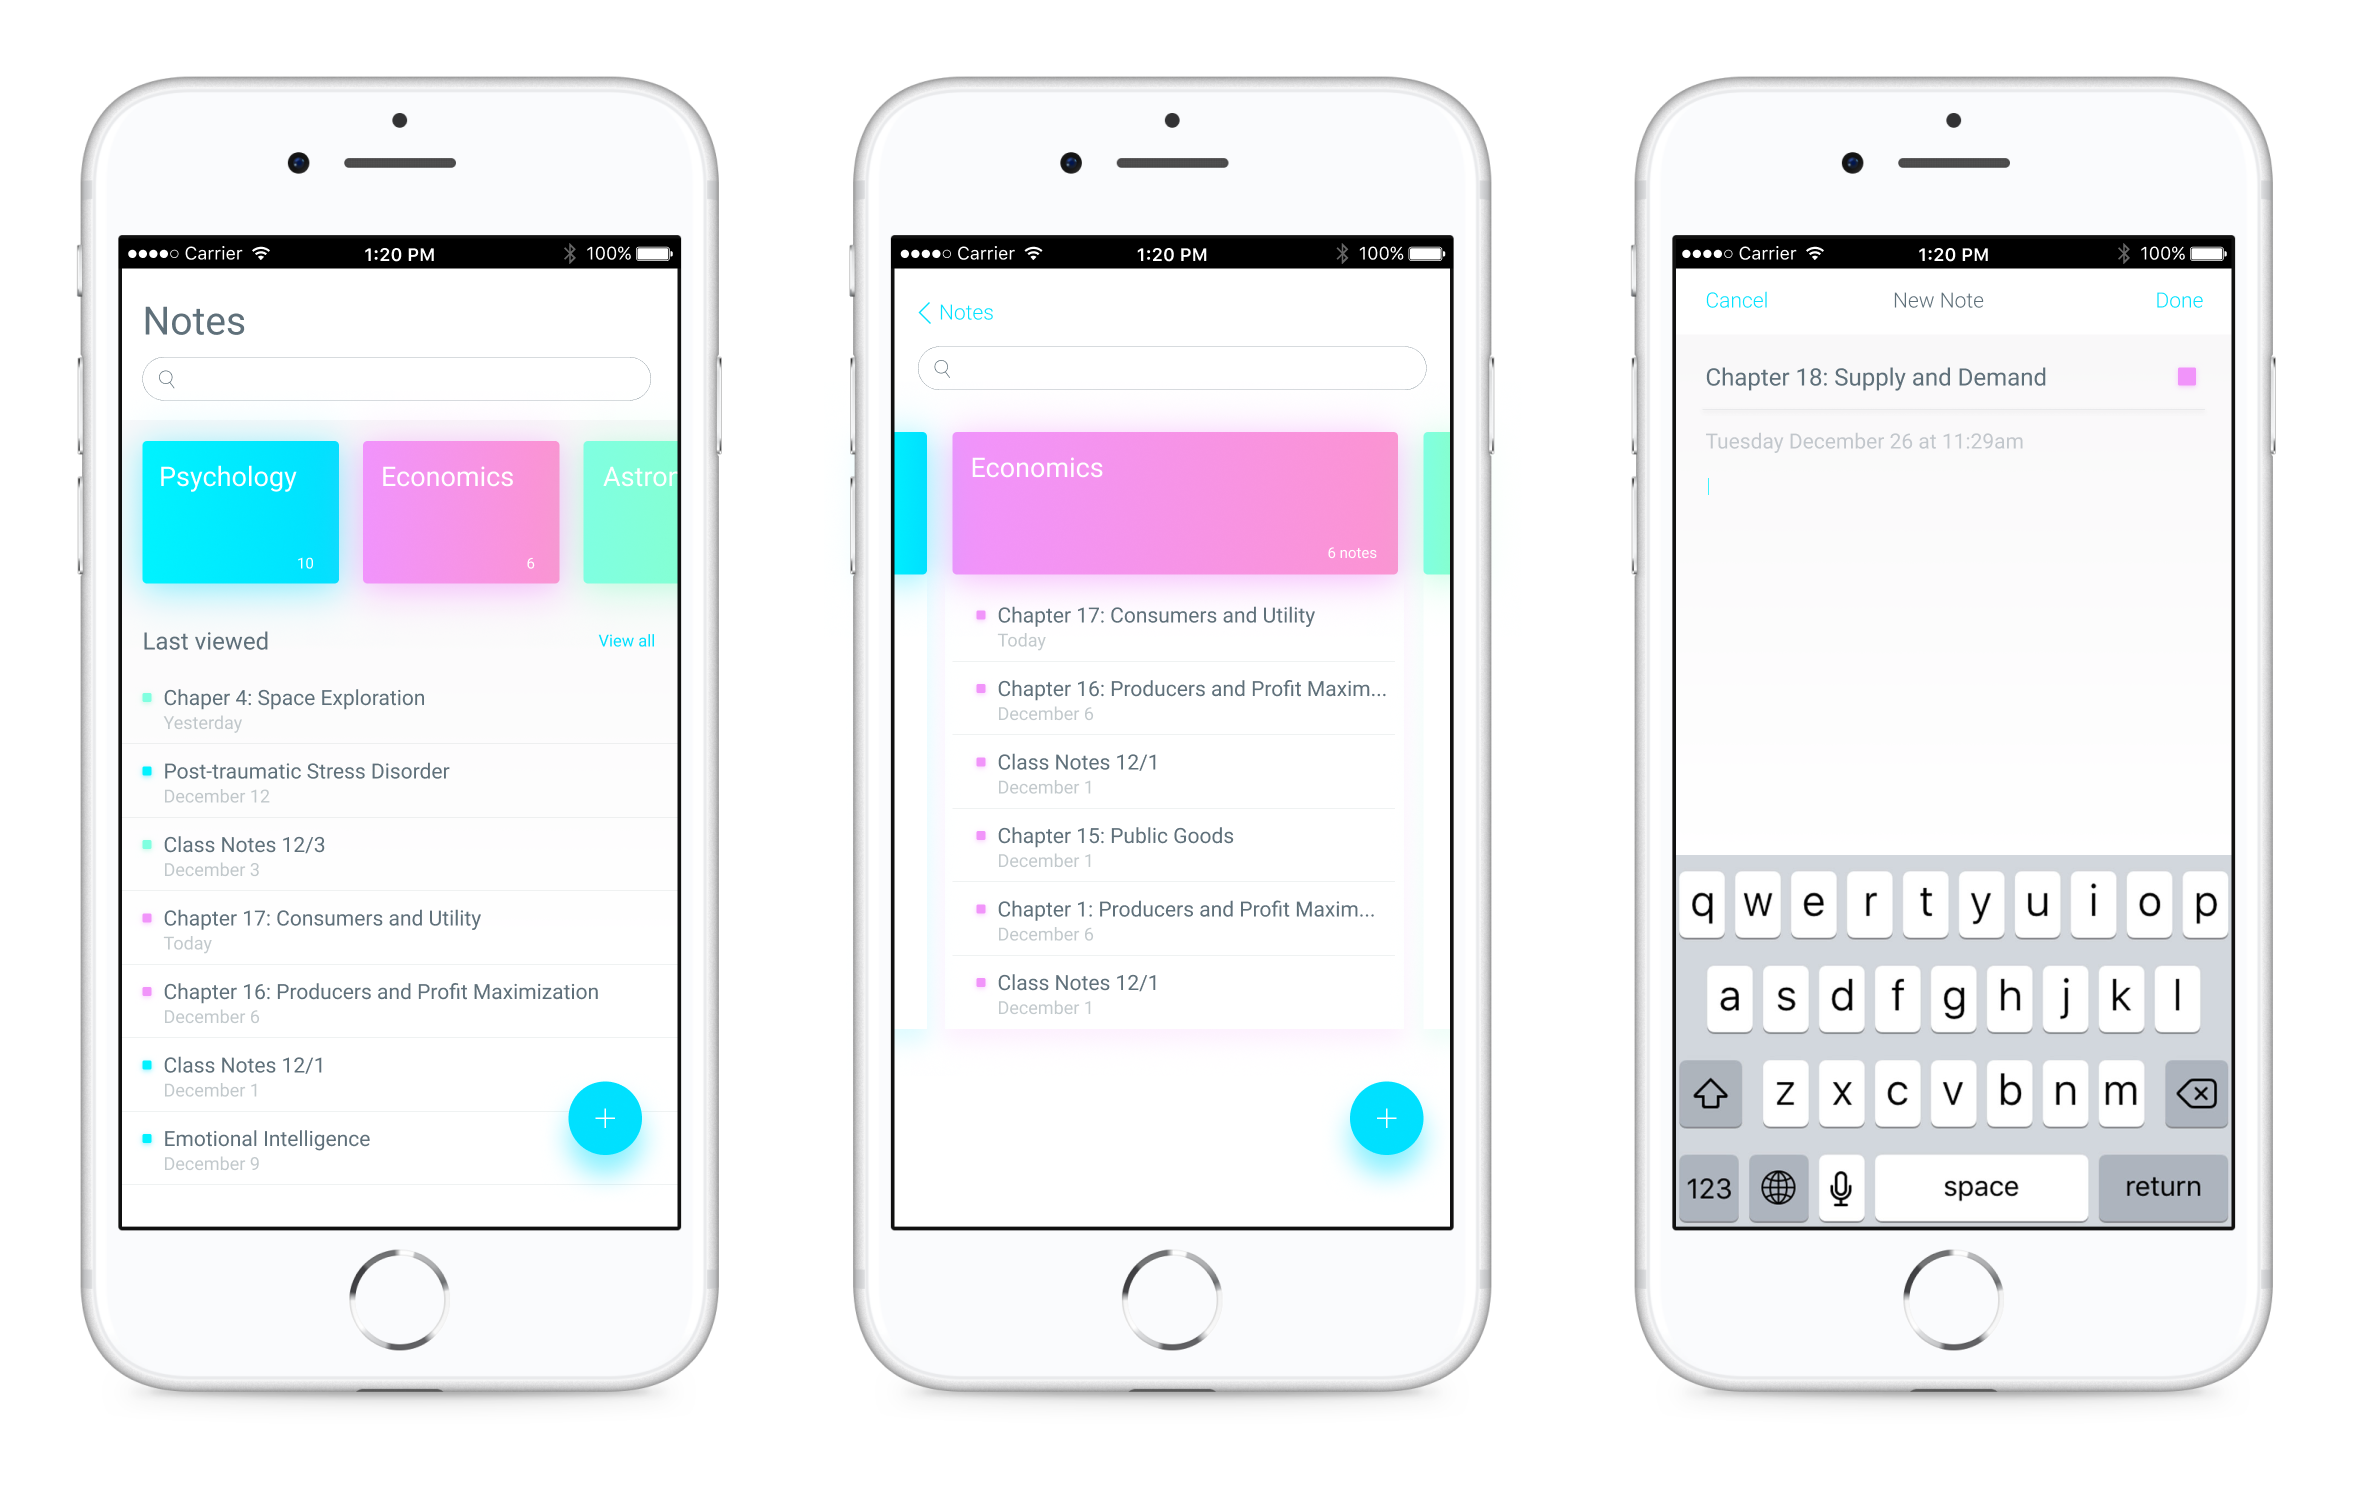 Carrier 1:20 PM 100%
Notes
Psychology
10
Economics
6
Astron
Last viewed View all
Chaper 4: Space Exploration
Yesterday
Post-traumatic Stress Disorder
December 12
Class Notes 12/3
December 3
Chapter 17: Consumers and Utility
Today
Chapter 16: Producers and Profit Maximization
December 6
Class Notes 12/1
December 1
Emotional Intelligence
December 9
Carrier 1:20 PM 100%
Notes
Economics
6 notes
Chapter 17: Consumers and Utility
Today
Chapter 16: Producers and Profit Maxim...
December 6
Class Notes 12/1
December 1
Chapter 15: Public Goods
December 1
Chapter 1: Producers and Profit Maxim...
December 6
Class Notes 12/1
December 1
Carrier 1:20 PM 100%
Cancel New Note Done
Chapter 18: Supply and Demand
Tuesday December 26 at 11:29am
q w e r t y u i o p
a s d f g h j k l
z x c v b n m
123 space return